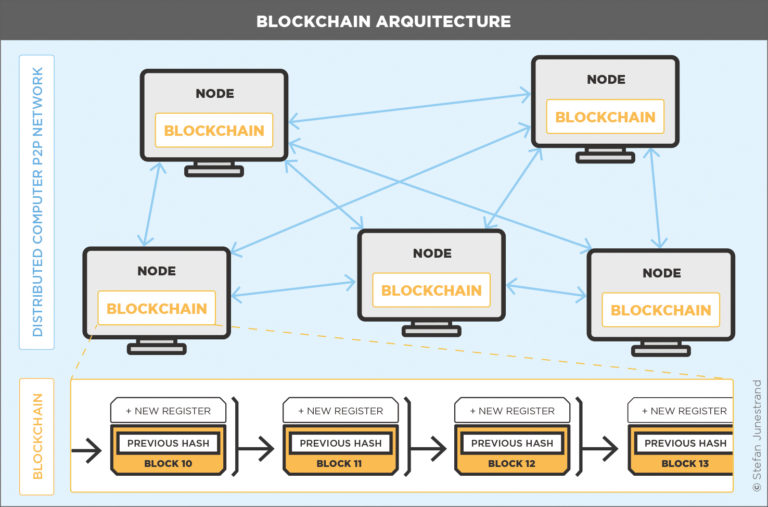 BLOCKCHAIN ARQUITECTURE
DISTRIBUTED COMPUTER P2P NETWORK
NODE
BLOCKCHAIN
NODE
BLOCKCHAIN
NODE
BLOCKCHAIN
NODE
BLOCKCHAIN
NODE
BLOCKCHAIN
BLOCKCHAIN
+ NEW REGISTER
PREVIOUS HASH
BLOCK 10
+ NEW REGISTER
PREVIOUS HASH
BLOCK 11
+ NEW REGISTER
PREVIOUS HASH
BLOCK 12
+ NEW REGISTER
PREVIOUS HASH
BLOCK 13
© Stefan Junestrand